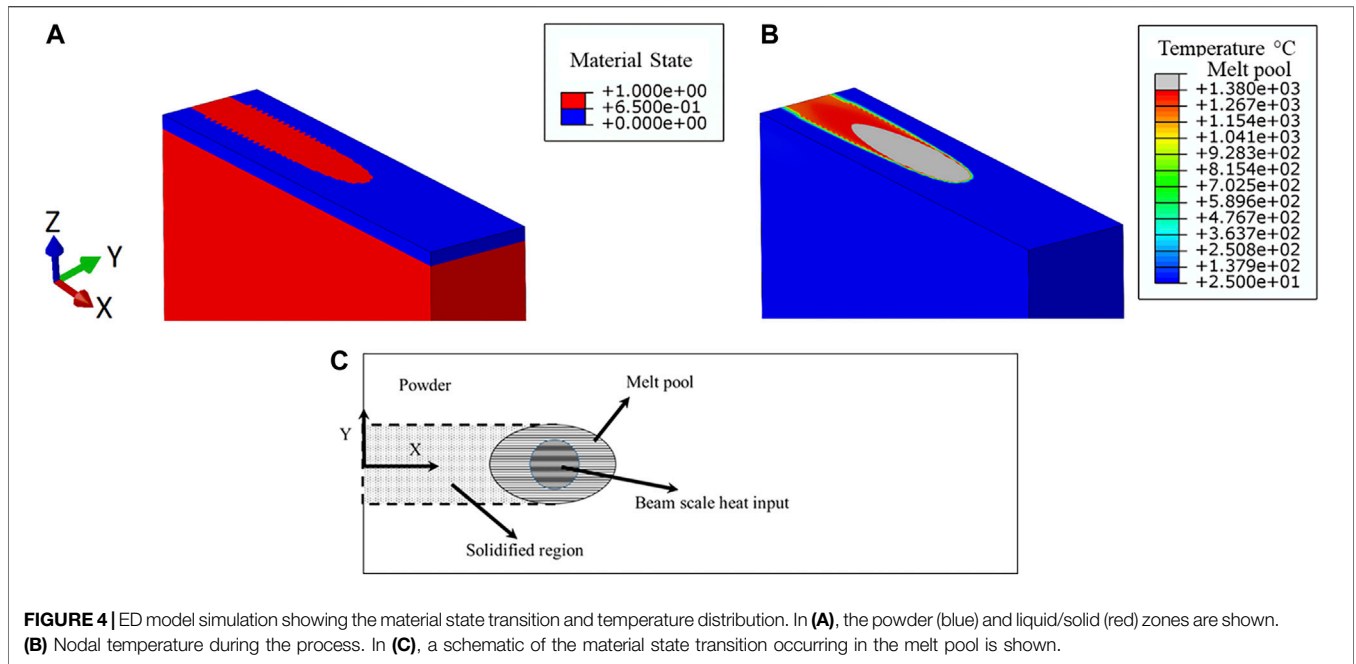 A
Material State
+1.000e+00
+6.500e-01
+0.000e+00
Z
Y
X
B
Temperature °C
Melt pool
+1.380e+03
+1.267e+03
+1.154e+03
+1.041e+03
+9.283e+02
+8.154e+02
+7.025e+02
+5.896e+02
+4.767e+02
+3.637e+02
+2.508e+02
+1.379e+02
+2.500e+01
C
Powder
Melt pool
Y
X
Beam scale heat input
Solidified region
FIGURE 4 | ED model simulation showing the material state transition and temperature distribution. In (A), the powder (blue) and liquid/solid (red) zones are shown.
(B) Nodal temperature during the process. In (C), a schematic of the material state transition occurring in the melt pool is shown.